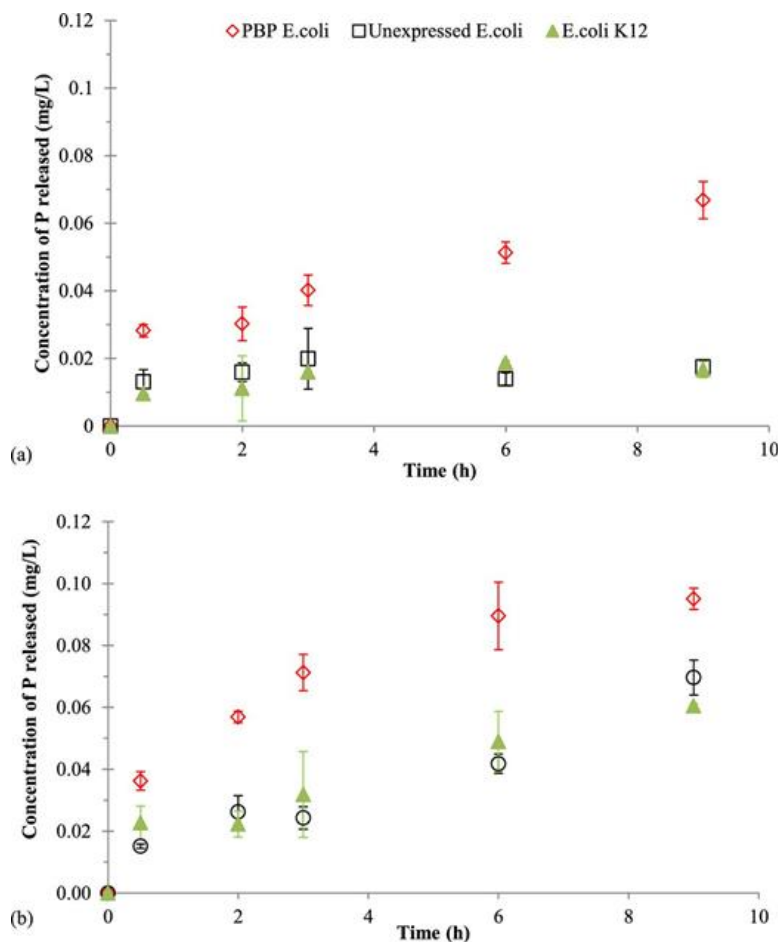 PBP E.coli Unexpressed E.coli E.coli K12
Concentration of P released (mg/L)
0.12
0.1
0.08
0.06
0.04
0.02
0
0 2 4 6 8 10
(a)
Time (h)
Concentration of P released (mg/L)
0.12
0.10
0.08
0.06
0.04
0.02
0.00
0 2 4 6 8 10
(b)
Time (h)